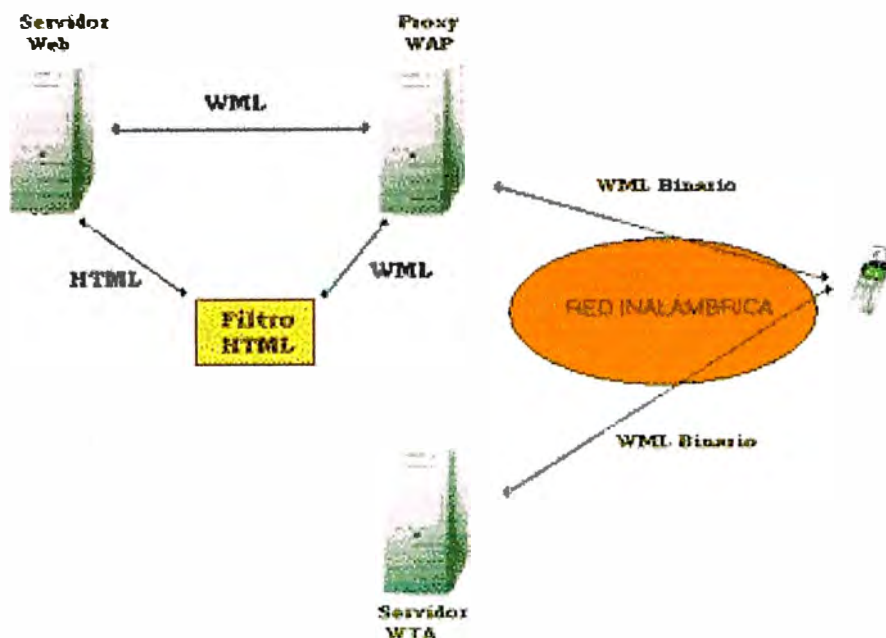 Servidor
Web
Proxy
WAP
WML
WML Binario
HTML
WML
Filtro
HTML
RED INALÁMBRICA
WML Binario
Servidor
WTA